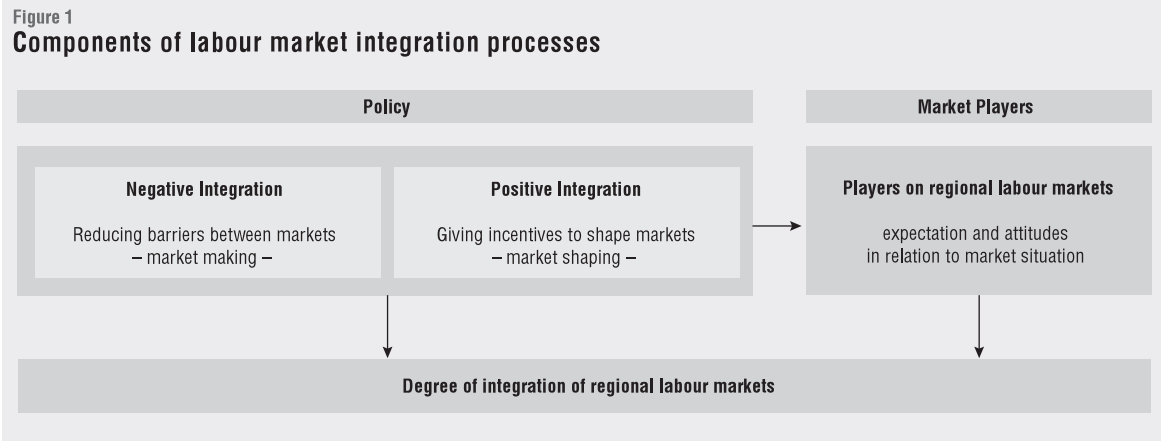 Figure 1
Components of labour market integration processes
Policy
Market Players
Negative Integration
Reducing barriers between markets
– market making –
Positive Integration
Giving incentives to shape markets
– market shaping –
Players on regional labour markets
expectation and attitudes
in relation to market situation
Degree of integration of regional labour markets